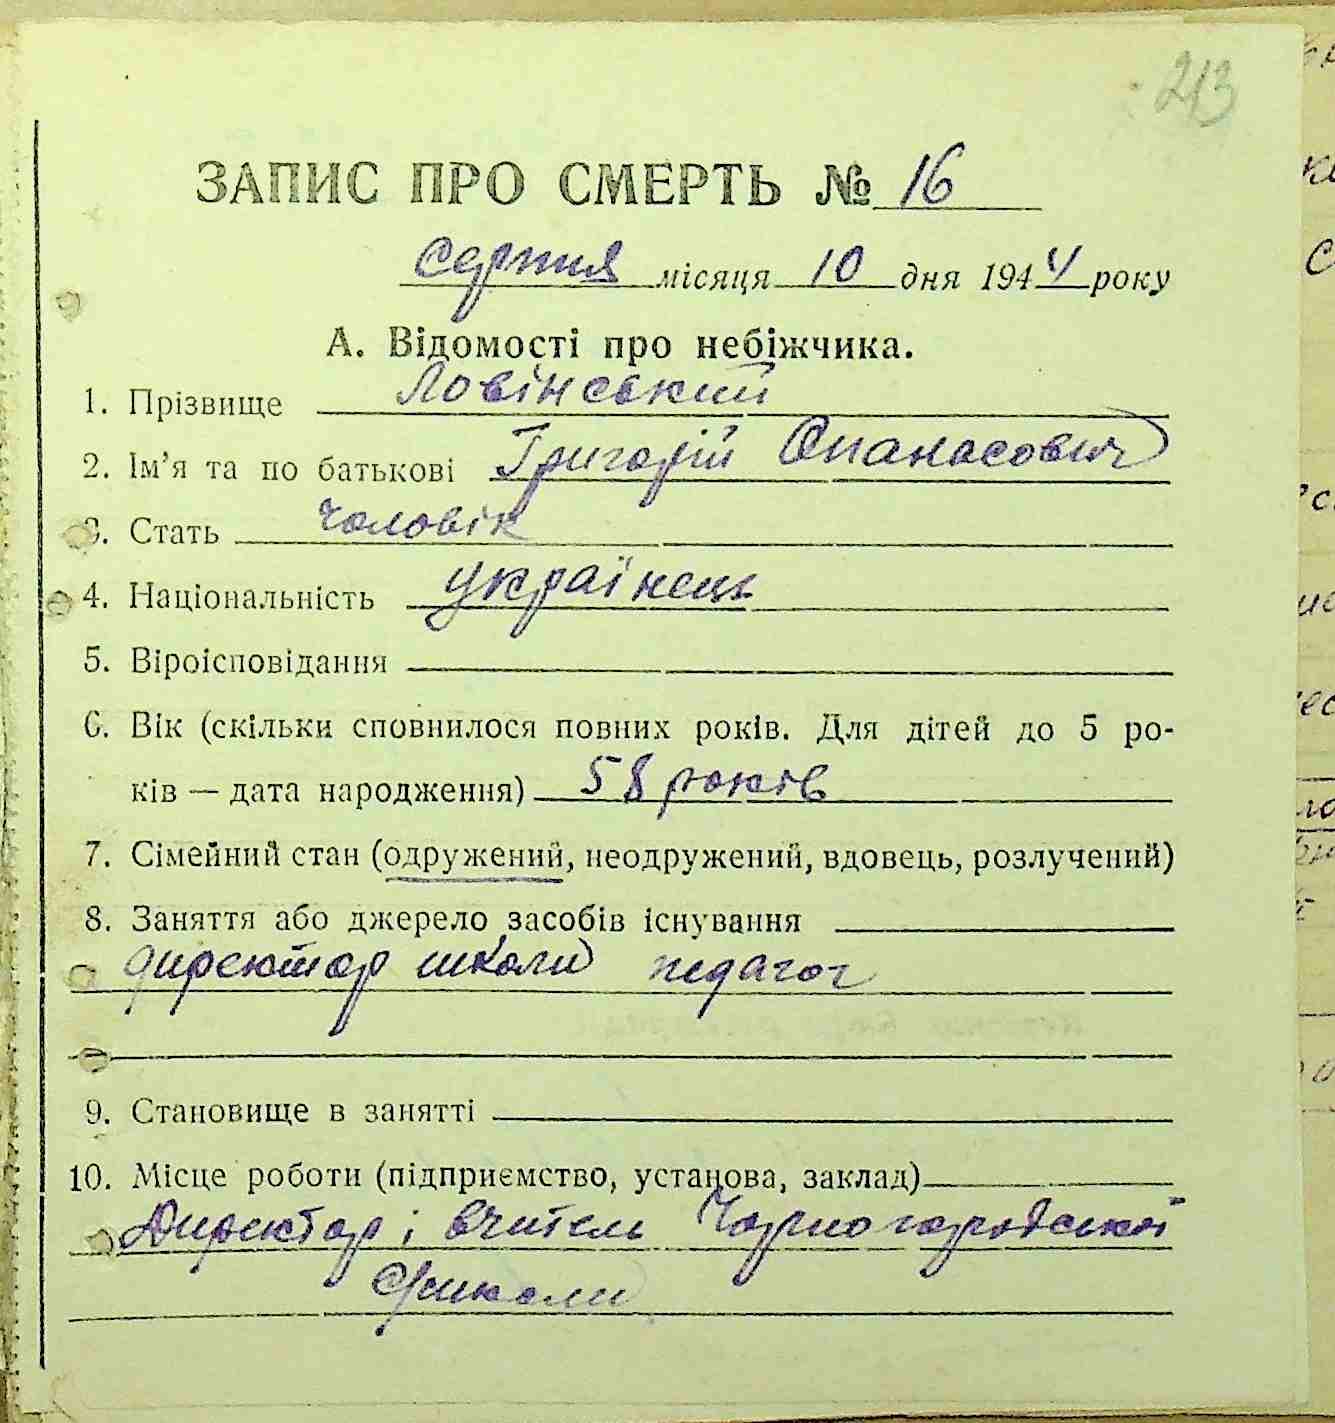 213
ЗАПИС ПРО СМЕРТЬ № 16
серпня місяця 10 дня 1944 року
А. Відомості про небіжчика.
1. Прізвище Ловінський
2. Ім'я та по батькові Григорій Опанасович
3. Стать чоловік
4. Національність українець
5. Віроісповідання
6. Вік (скільки сповнилося повних років. Для дітей до 5 ро-
ків — дата народження) 58 років
7. Сімейний стан (одружений, неодружений, вдовець, розлучений)
8. Заняття або джерело засобів існування
директор школи педагог
9. Становище в занятті
10. Місце роботи (підприємство, установа, заклад)
Директор і вчитель Чорногородської
школи